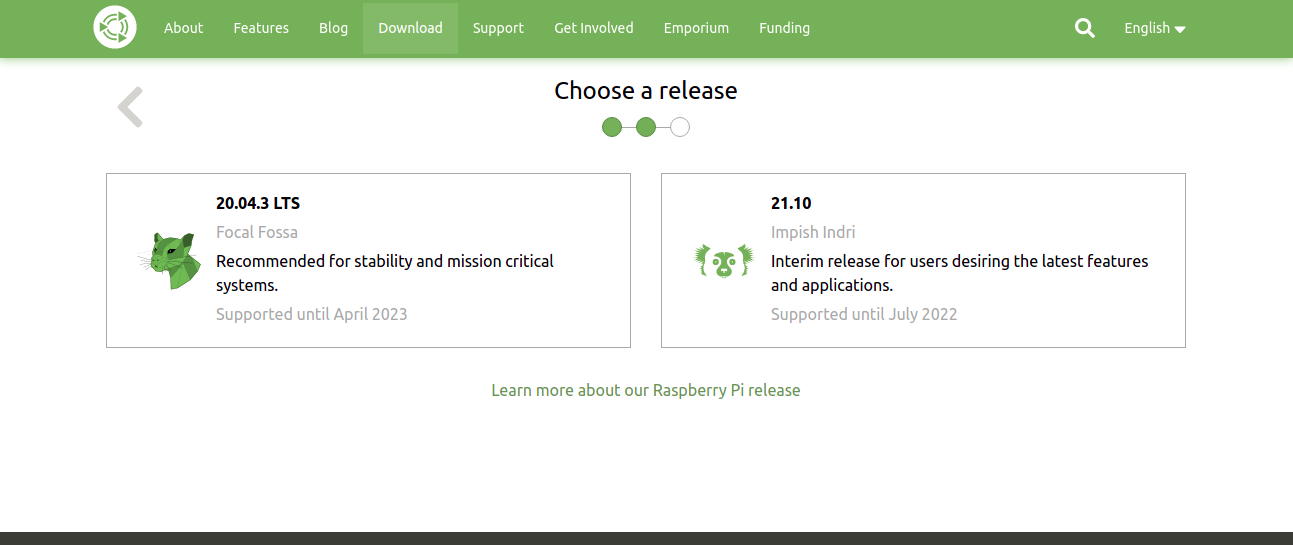 About Features Blog Download Support Get Involved Emporium Funding English
Choose a release
20.04.3 LTS
Focal Fossa
Recommended for stability and mission critical
systems.
Supported until April 2023
21.10
Impish Indri
Interim release for users desiring the latest features
and applications.
Supported until July 2022
Learn more about our Raspberry Pi release